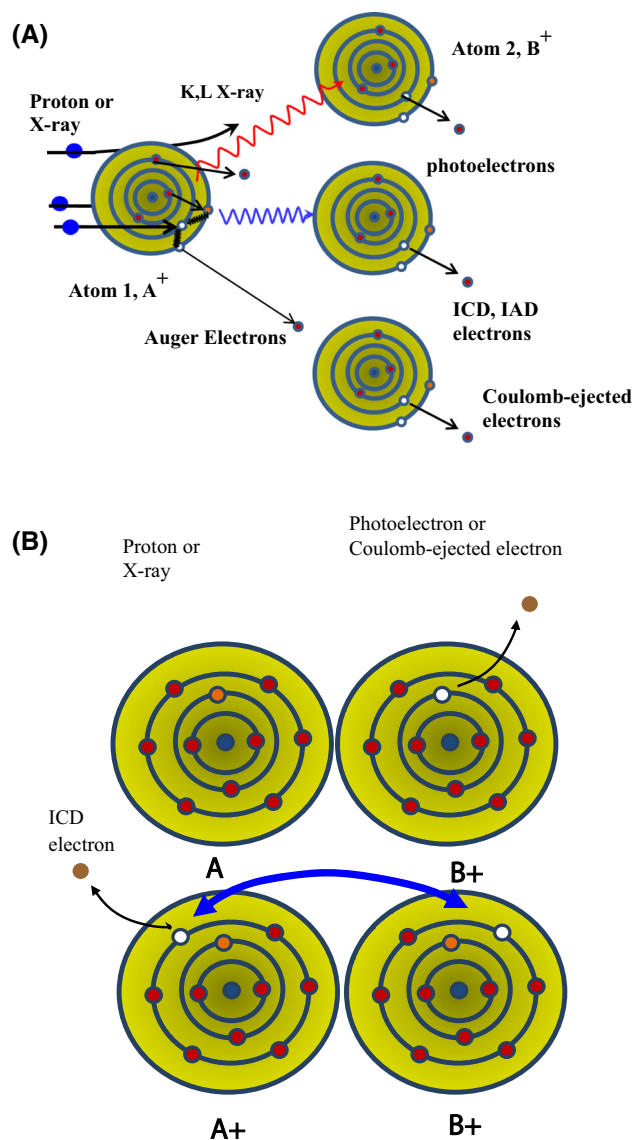 (A)
Atom 2, B+
K,L X-ray
Proton or
X-ray
photoelectrons
Atom 1, A+
ICD, IAD
electrons
Auger Electrons
Coulomb-ejected
electrons
(B)
Photoelectron or
Coulomb-ejected electron
Proton or
X-ray
ICD
electron
A
B+
A+
B+